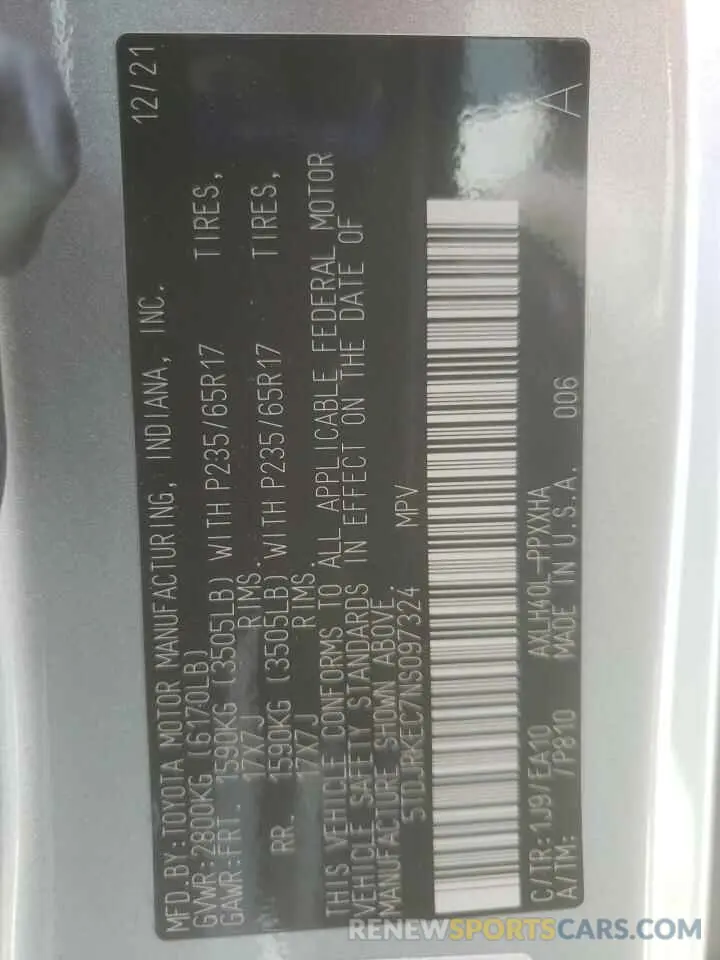 MFD.BY:TOYOTA MOTOR MANUFACTURING, INDIANA, INC. 12/21
GVWR:2800KG (6170LB)
GAWR:FRT. 1590KG (3505LB) WITH P235/65R17 TIRES,
17X7J RIMS.
RR. 1590KG (3505LB) WITH P235/65R17 TIRES,
17X7J RIMS.
THIS VEHICLE CONFORMS TO ALL APPLICABLE FEDERAL MOTOR
VEHICLE SAFETY STANDARDS IN EFFECT ON THE DATE OF
MANUFACTURE SHOWN ABOVE.
5TDJRKEC7NS097324 MPV
C/TR:1J9/EA10 AXLH40L-PPXXHA
A/TM: /P810 MADE IN U.S.A. 006 A
RENEWSPORTSCARS.COM